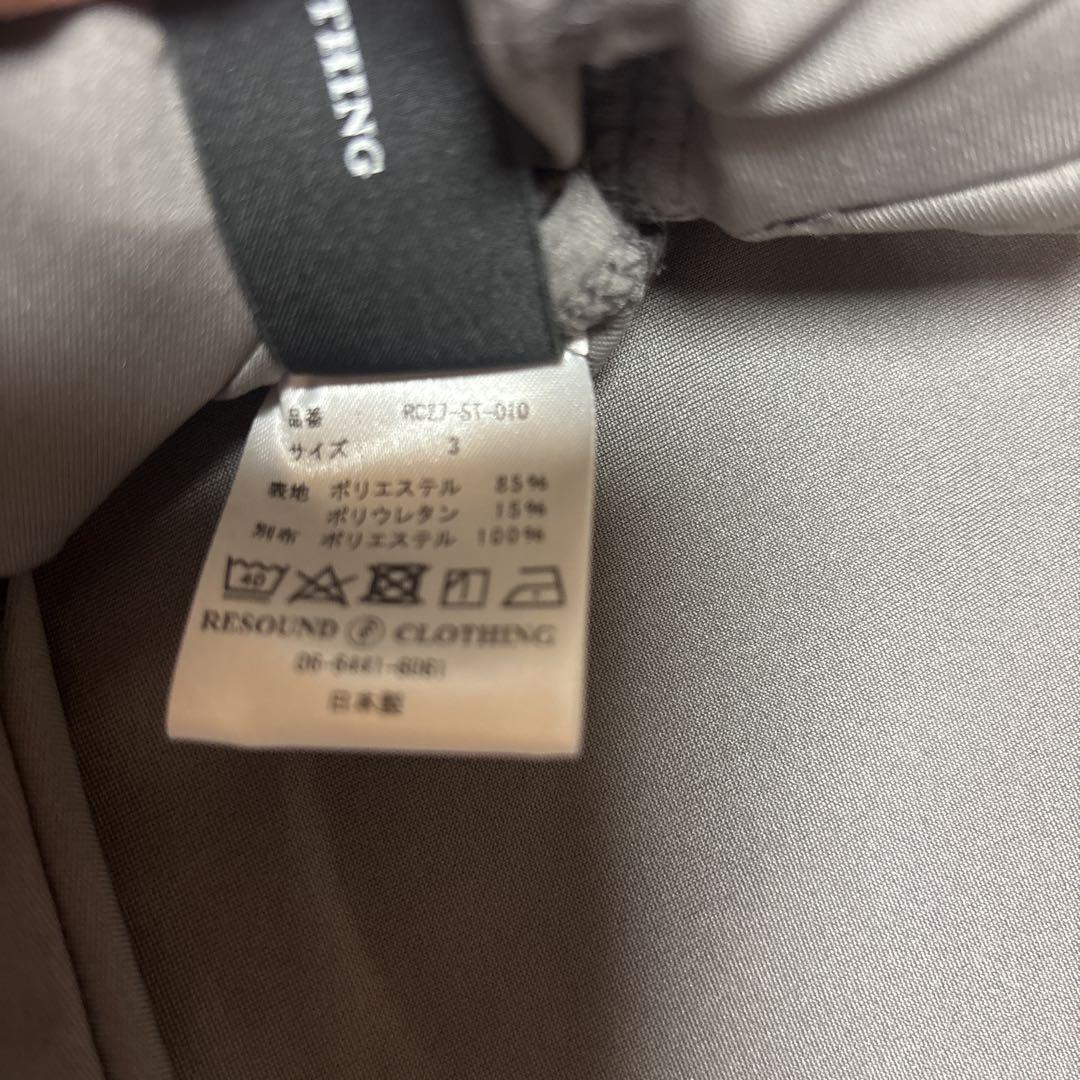 THING
品番 RC27-ST-010
サイズ 3
表地 ポリエステル 85%
ポリウレタン 15%
別布 ポリエステル 100%
40
RESOUND CLOTHING
06-6441-6061
日本製